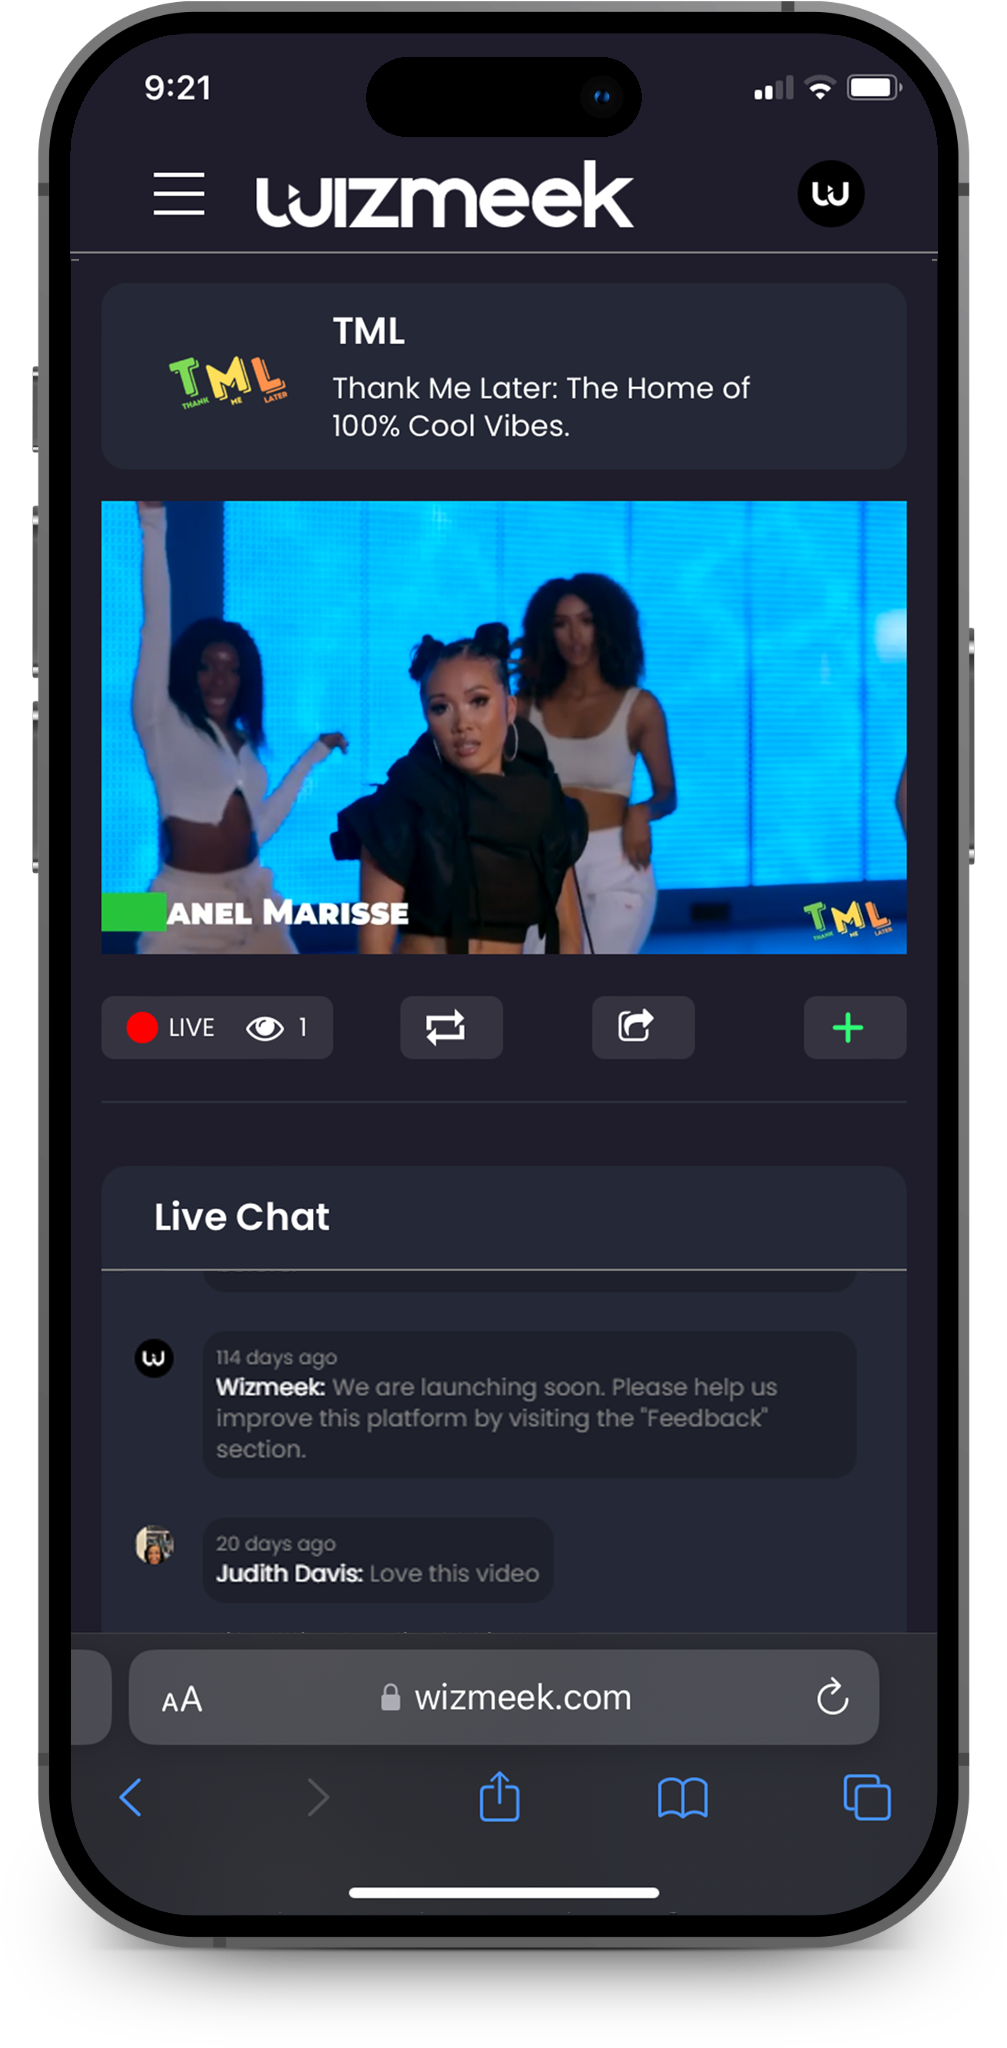 9:21
wizmeek
W
TML
THANK ME LATER
TML
Thank Me Later: The Home of
100% Cool Vibes.
ANEL MARISSE
TML
THANK ME LATER
LIVE 1
Live Chat
W
114 days ago
Wizmeek: We are launching soon. Please help us
improve this platform by visiting the "Feedback"
section.
20 days ago
Judith Davis: Love this video
AA wizmeek.com